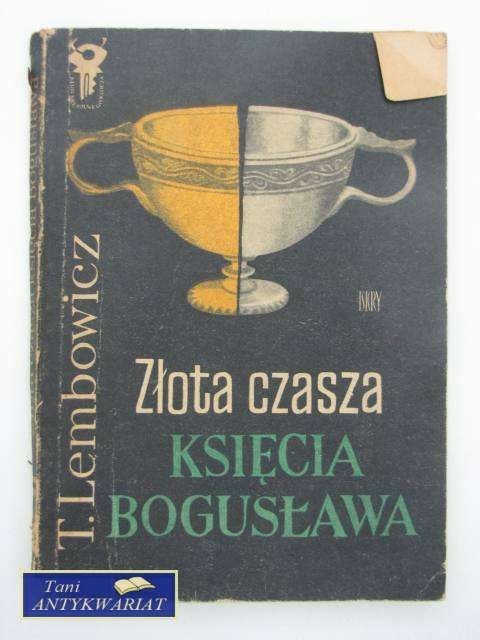 ISKRY
T. Lembowicz
Złota czasza
KSIĘCIA
BOGUSŁAWA
Tani
ANTYKWARIAT